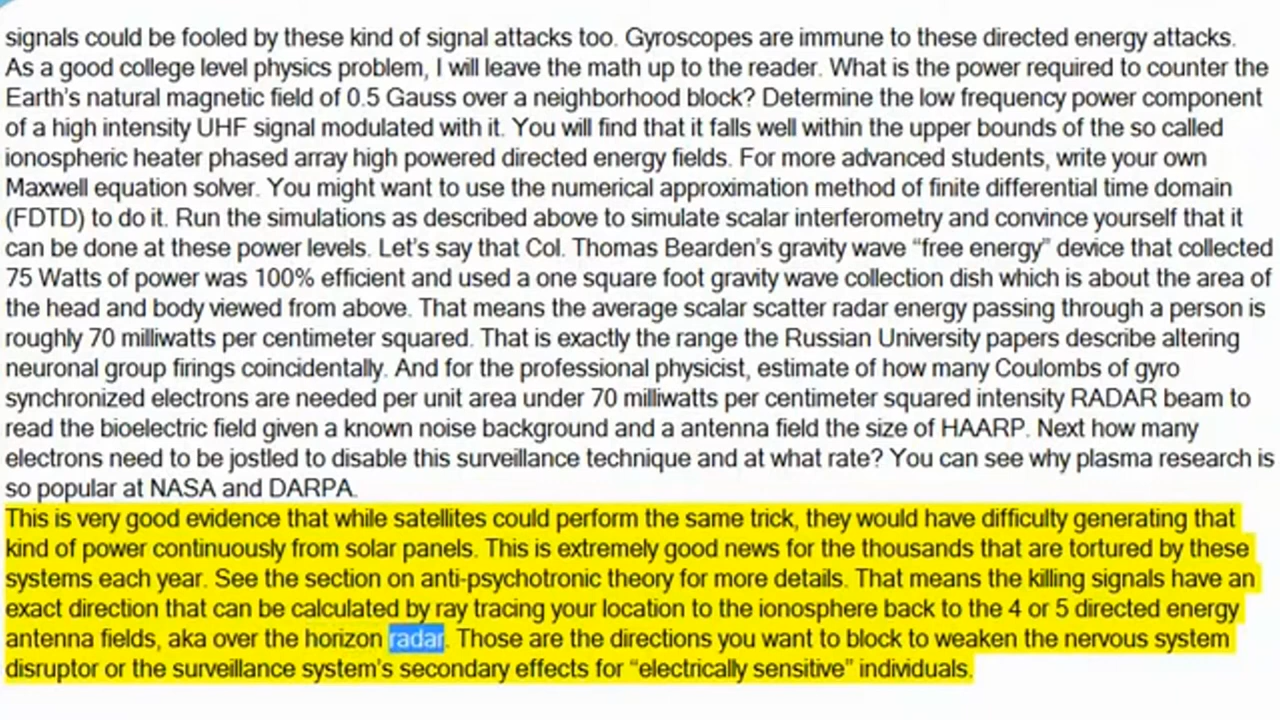 signals could be fooled by these kind of signal attacks too. Gyroscopes are immune to these directed energy attacks.
As a good college level physics problem, I will leave the math up to the reader. What is the power required to counter the
Earth's natural magnetic field of 0.5 Gauss over a neighborhood block? Determine the low frequency power component
of a high intensity UHF signal modulated with it. You will find that it falls well within the upper bounds of the so called
ionospheric heater phased array high powered directed energy fields. For more advanced students, write your own
Maxwell equation solver. You might want to use the numerical approximation method of finite differential time domain
(FDTD) to do it. Run the simulations as described above to simulate scalar interferometry and convince yourself that it
can be done at these power levels. Let's say that Col. Thomas Bearden's gravity wave “free energy” device that collected
75 Watts of power was 100% efficient and used a one square foot gravity wave collection dish which is about the area of
the head and body viewed from above. That means the average scalar scatter radar energy passing through a person is
roughly 70 milliwatts per centimeter squared. That is exactly the range the Russian University papers describe altering
neuronal group firings coincidentally. And for the professional physicist, estimate of how many Coulombs of gyro
synchronized electrons are needed per unit area under 70 milliwatts per centimeter squared intensity RADAR beam to
read the bioelectric field given a known noise background and a antenna field the size of HAARP. Next how many
electrons need to be jostled to disable this surveillance technique and at what rate? You can see why plasma research is
so popular at NASA and DARPA.
This is very good evidence that while satellites could perform the same trick, they would have difficulty generating that
kind of power continuously from solar panels. This is extremely good news for the thousands that are tortured by these
systems each year. See the section on anti-psychotronic theory for more details. That means the killing signals have an
exact direction that can be calculated by ray tracing your location to the ionosphere back to the 4 or 5 directed energy
antenna fields, aka over the horizon radar. Those are the directions you want to block to weaken the nervous system
disruptor or the surveillance system's secondary effects for “electrically sensitive” individuals.